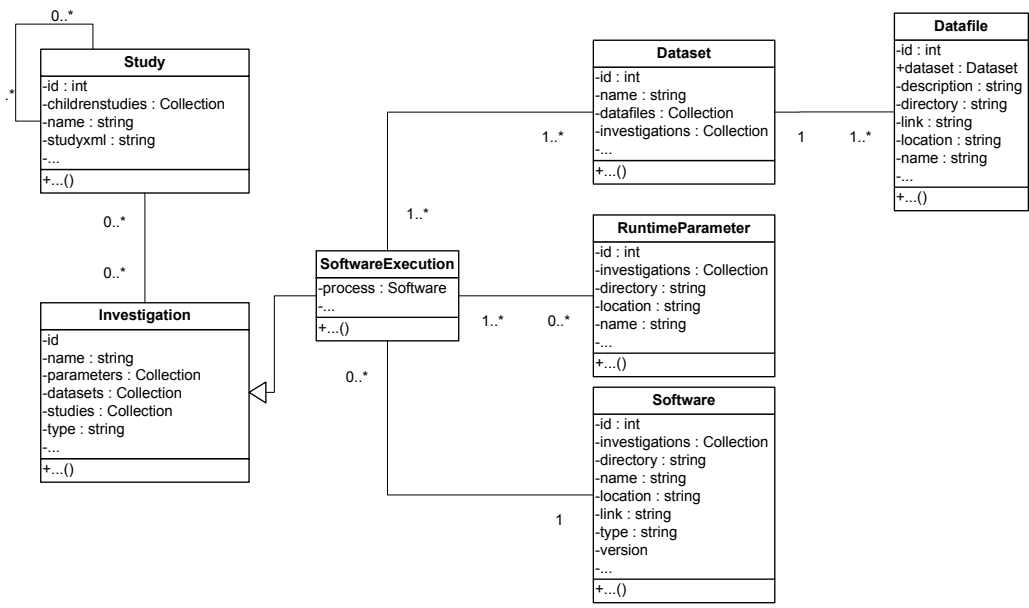 0..*
.*
Study
-id : int
-childrenstudies : Collection
-name : string
-studyxml : string
-...
+...()
0..*
0..*
Investigation
-id
-name : string
-parameters : Collection
-datasets : Collection
-studies : Collection
-type : string
-...
+...()
SoftwareExecution
-process : Software
-...
+...()
1..*
1..*
1..*
0..*
0..*
1
Dataset
-id : int
-name : string
-datafiles : Collection
-investigations : Collection
-...
+...()
1
1..*
Datafile
-id : int
+dataset : Dataset
-description : string
-directory : string
-link : string
-location : string
-name : string
-...
+...()
RuntimeParameter
-id : int
-investigations : Collection
-directory : string
-location : string
-name : string
-...
+...()
Software
-id : int
-investigations : Collection
-directory : string
-name : string
-location : string
-link : string
-type : string
-version
-...
+...()